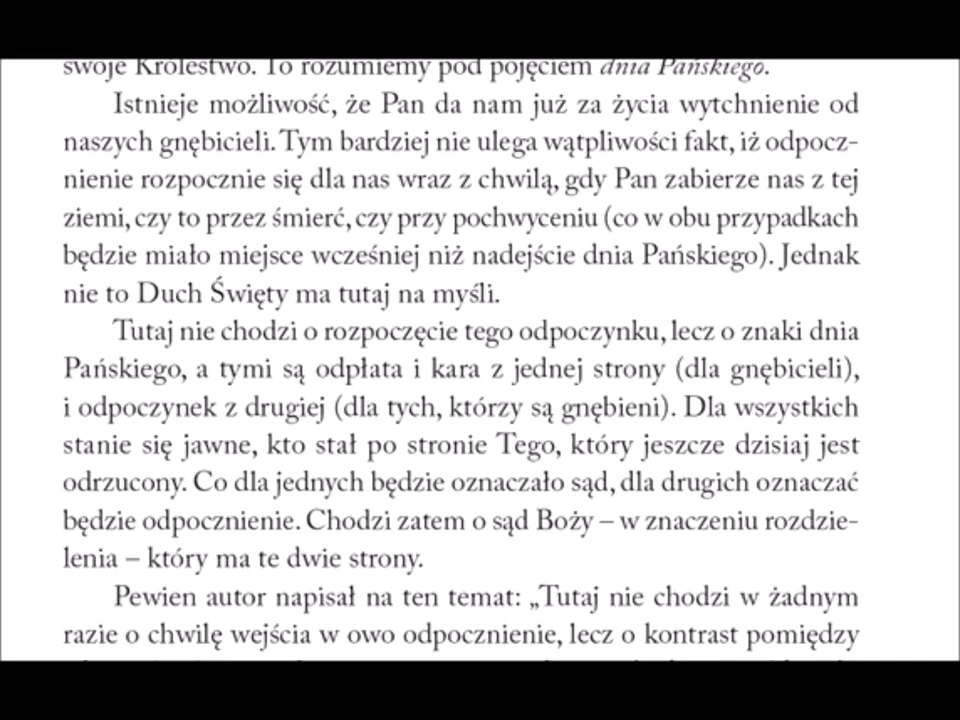 swoje Królestwo. To rozumiemy pod pojęciem dnia Pańskiego.
Istnieje możliwość, że Pan da nam już za życia wytchnienie od
naszych gnębicieli. Tym bardziej nie ulega wątpliwości fakt, iż odpocz-
nienie rozpocznie się dla nas wraz z chwilą, gdy Pan zabierze nas z tej
ziemi, czy to przez śmierć, czy przy pochwyceniu (co w obu przypadkach
będzie miało miejsce wcześniej niż nadejście dnia Pańskiego). Jednak
nie to Duch Święty ma tutaj na myśli.
Tutaj nie chodzi o rozpoczęcie tego odpoczynku, lecz o znaki dnia
Pańskiego, a tymi są odpłata i kara z jednej strony (dla gnębicieli),
i odpoczynek z drugiej (dla tych, którzy są gnębieni). Dla wszystkich
stanie się jawne, kto stał po stronie Tego, który jeszcze dzisiaj jest
odrzucony. Co dla jednych będzie oznaczało sąd, dla drugich oznaczać
będzie odpocznienie. Chodzi zatem o sąd Boży – w znaczeniu rozdzie-
lenia – który ma te dwie strony.
Pewien autor napisał na ten temat: „Tutaj nie chodzi w żadnym
razie o chwilę wejścia w owo odpocznienie, lecz o kontrast pomiędzy